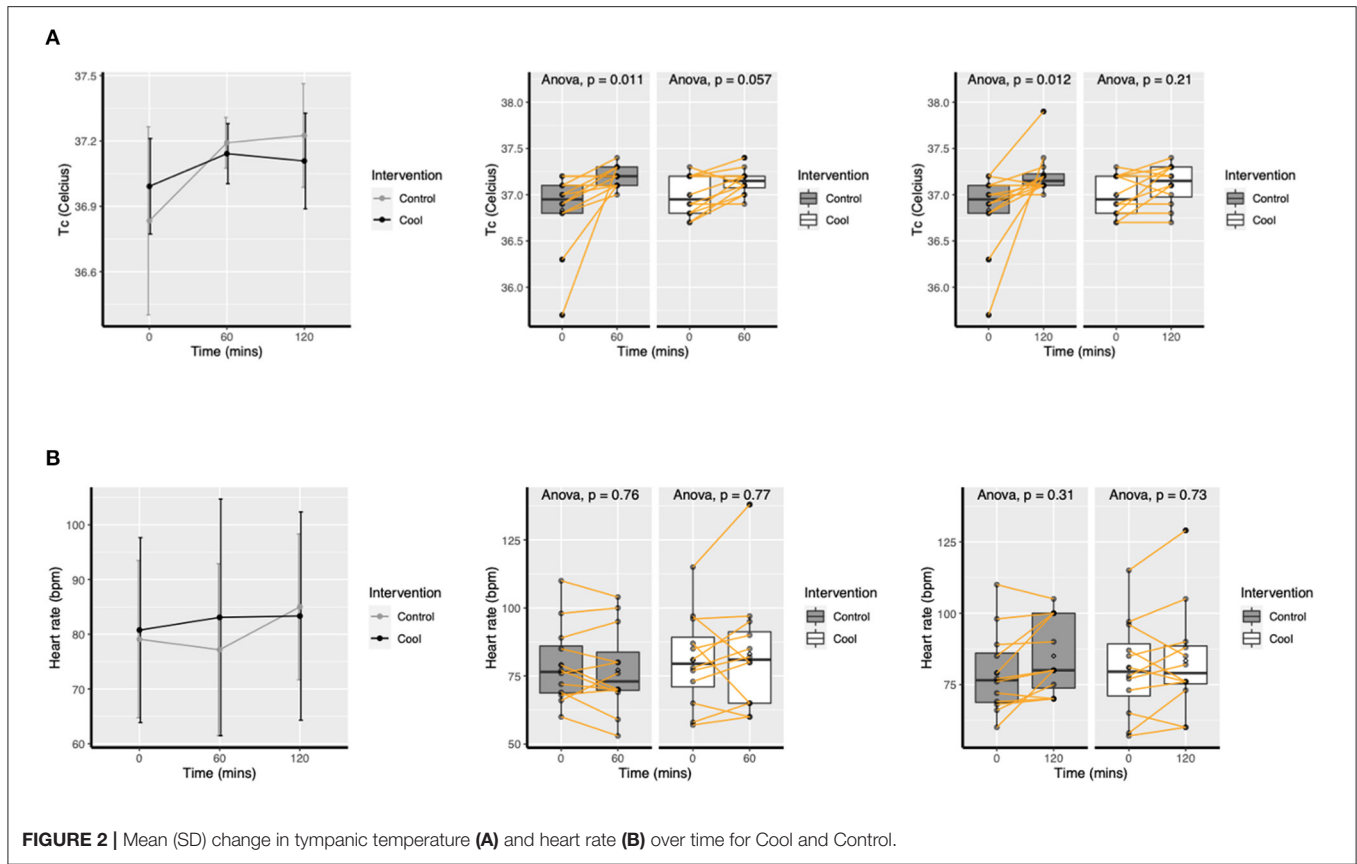 A
Tc (Celcius)
37.5
37.2
36.9
36.6
0
60
120
Time (mins)
Intervention
Control
Cool
Anova, p = 0.011
Anova, p = 0.057
Tc (Celcius)
38.0
37.5
37.0
36.5
36.0
0
60
0
60
Time (mins)
Intervention
Control
Cool
Anova, p = 0.012
Anova, p = 0.21
Tc (Celcius)
38.0
37.5
37.0
36.5
36.0
0
120
0
120
Time (mins)
Intervention
Control
Cool
B
Heart rate (bpm)
100
90
80
70
60
0
60
120
Time (mins)
Intervention
Control
Cool
Anova, p = 0.76
Anova, p = 0.77
Heart rate (bpm)
125
100
75
50
0
60
0
60
Time (mins)
Intervention
Control
Cool
Anova, p = 0.31
Anova, p = 0.73
Heart rate (bpm)
125
100
75
0
120
0
120
Time (mins)
Intervention
Control
Cool
FIGURE 2 | Mean (SD) change in tympanic temperature (A) and heart rate (B) over time for Cool and Control.